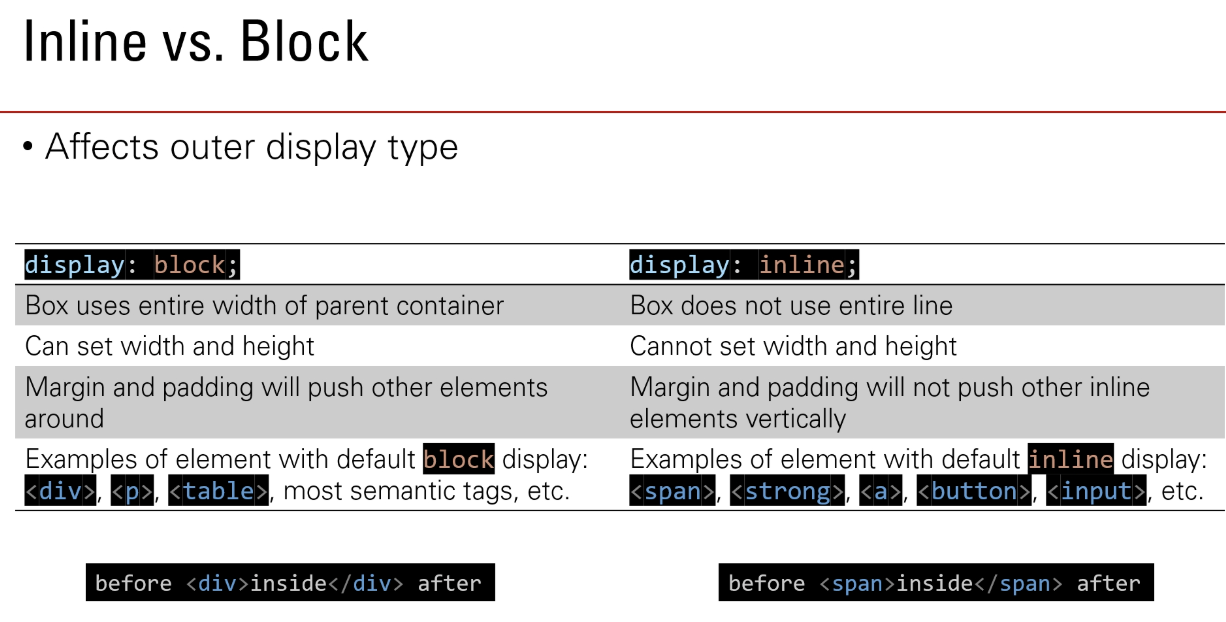 Inline vs. Block
• Affects outer display type
display: block; display: inline;
Box uses entire width of parent container Box does not use entire line
Can set width and height Cannot set width and height
Margin and padding will push other elements Margin and padding will not push other inline
around elements vertically
Examples of element with default block display: Examples of element with default inline display:
<div>, <p>, <table>, most semantic tags, etc. <span>, <strong>, <a>, <button>, <input>, etc.
before <div>inside</div> after before <span>inside</span> after